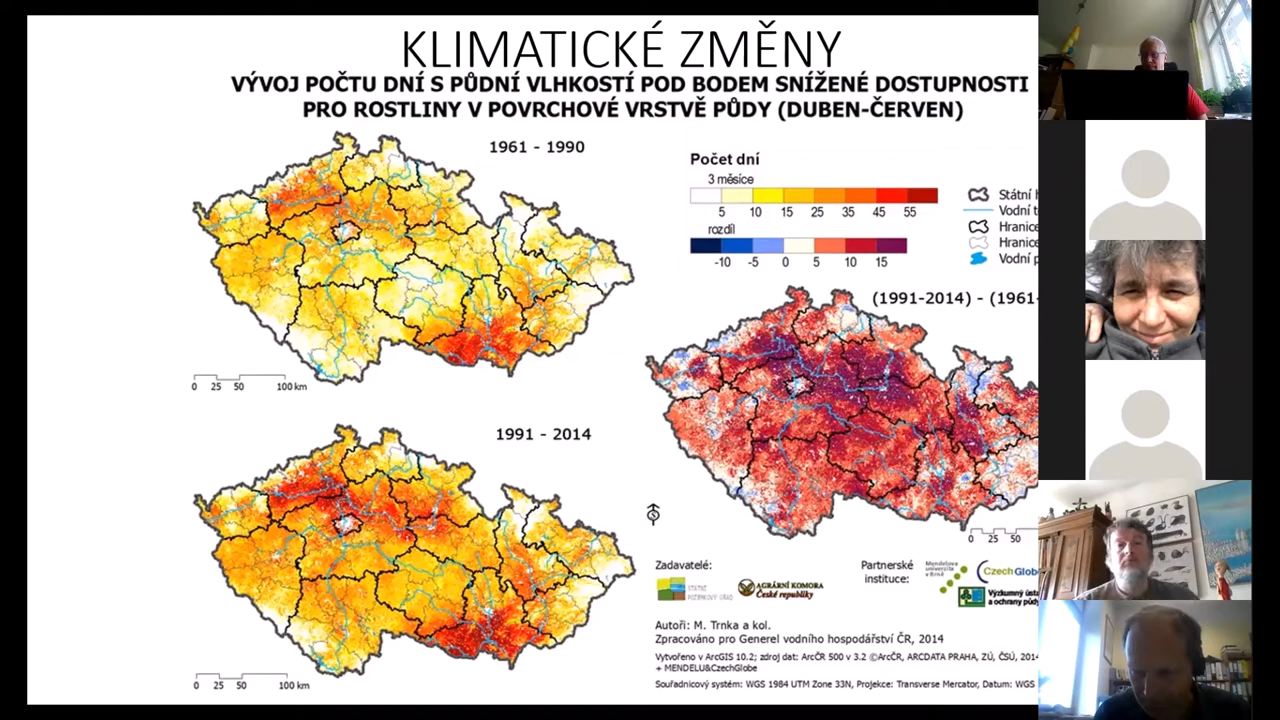 KLIMATICKÉ ZMĚNY
VÝVOJ POČTU DNÍ S PŮDNÍ VLHKOSTÍ POD BODEM SNÍŽENÉ DOSTUPNOSTI
PRO ROSTLINY V POVRCHOVÉ VRSTVĚ PŮDY (DUBEN-ČERVEN)
1961 - 1990
Počet dní
3 měsíce
5 10 15 25 35 45 55
rozdíl
-10 -5 0 5 10 15
Státní h
Vodní t
Hranice
Hranice
Vodní p
(1991-2014) - (1961-
0 25 50 100 km
1991 - 2014
0 25 50
0 25 50 100 km
Zadavatelé:
STÁTNÍ
POZEMKOVÝ ÚŘAD
AGRÁRNÍ KOMORA
České republiky
Partnerské
instituce:
Mendelova
univerzita
v Brně
CzechGlob
Výzkumný ústa
a ochrany půdy
Autoři: M. Trnka a kol.
Zpracováno pro Generel vodního hospodářství ČR, 2014
Vytvořeno v ArcGIS 10.2; zdroj dat: ArcČR 500 v 3.2 ©ArcČR, ARCDATA PRAHA, ZÚ, ČSÚ, 2014
+ MENDELU&CzechGlobe
Souřadnicový systém: WGS 1984 UTM Zone 33N, Projekce: Transverse Mercator, Datum: WGS